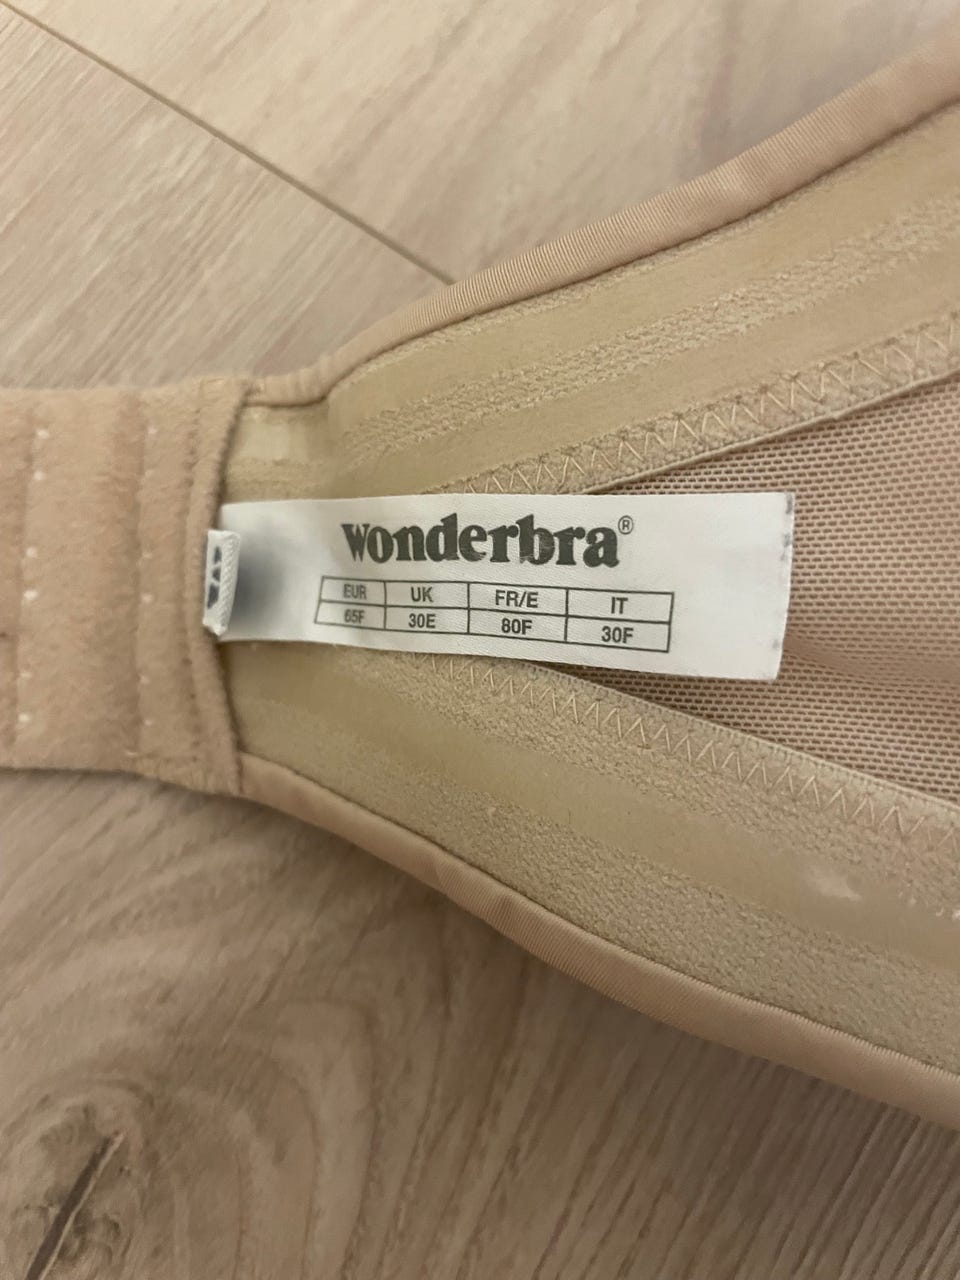 Wonderbra®
EUR UK FR/E IT
65F 30E 80F 30F